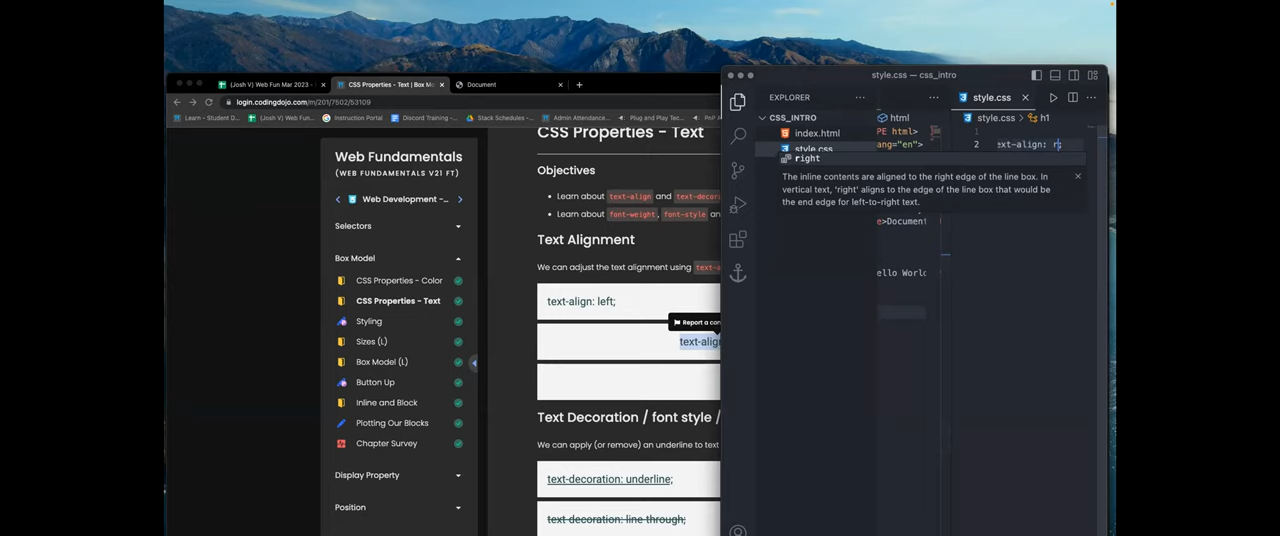 style.css — css_intro
(Josh V) Web Fun Mar 2023 -
CSS Properties - Text | Box Mo
Document
login.codingdojo.com/m/201/7502/53109
Learn - Student D...
(Josh V) Web Fun...
Instruction Portal
Discord Training -...
Stack Schedules -...
Admin Attendance...
Plug and Play Tec...
PnP A
Web Fundamentals
(WEB FUNDAMENTALS V21 FT)
Web Development -...
Selectors
Box Model
CSS Properties - Color
CSS Properties - Text
Styling
Sizes (L)
Box Model (L)
Button Up
Inline and Block
Plotting Our Blocks
Chapter Survey
Display Property
Position
CSS Properties - Text
Objectives
• Learn about text-align and text-decora
• Learn about font-weight, font-style an
Text Alignment
We can adjust the text alignment using text-a
text-align: left;
Report a con
text-align
Text Decoration / font style /
We can apply (or remove) an underline to text
text-decoration: underline;
text-decoration: line through;
EXPLORER
CSS_INTRO
index.html
style.css
html
PE html>
ang="en">
>Document
ello World
style.css
style.css > h1
1
2 ext-align: r;
right
The inline contents are aligned to the right edge of the line box. In
vertical text, 'right' aligns to the edge of the line box that would be
the end edge for left-to-right text.